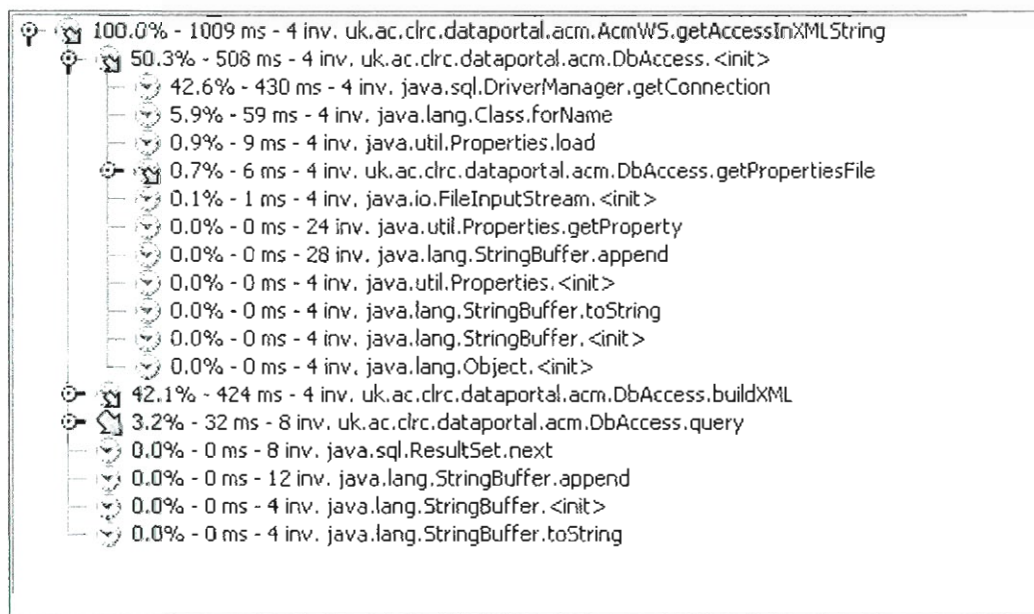 100.0% - 1009 ms - 4 inv. uk.ac.clrc.dataportal.acm.AcmWS.getAccessInXMLString
50.3% - 508 ms - 4 inv. uk.ac.clrc.dataportal.acm.DbAccess.<init>
42.6% - 430 ms - 4 inv. java.sql.DriverManager.getConnection
5.9% - 59 ms - 4 inv. java.lang.Class.forName
0.9% - 9 ms - 4 inv. java.util.Properties.load
0.7% - 6 ms - 4 inv. uk.ac.clrc.dataportal.acm.DbAccess.getPropertiesFile
0.1% - 1 ms - 4 inv. java.io.FileInputStream.<init>
0.0% - 0 ms - 24 inv. java.util.Properties.getProperty
0.0% - 0 ms - 28 inv. java.lang.StringBuffer.append
0.0% - 0 ms - 4 inv. java.util.Properties.<init>
0.0% - 0 ms - 4 inv. java.lang.StringBuffer.toString
0.0% - 0 ms - 4 inv. java.lang.StringBuffer.<init>
0.0% - 0 ms - 4 inv. java.lang.Object.<init>
42.1% - 424 ms - 4 inv. uk.ac.clrc.dataportal.acm.DbAccess.buildXML
3.2% - 32 ms - 8 inv. uk.ac.clrc.dataportal.acm.DbAccess.query
0.0% - 0 ms - 8 inv. java.sql.ResultSet.next
0.0% - 0 ms - 12 inv. java.lang.StringBuffer.append
0.0% - 0 ms - 4 inv. java.lang.StringBuffer.<init>
0.0% - 0 ms - 4 inv. java.lang.StringBuffer.toString